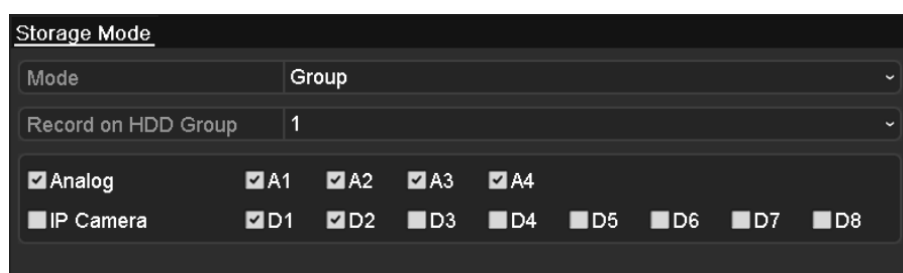 Storage Mode
Mode Group
Record on HDD Group 1
Analog A1 A2 A3 A4
IP Camera D1 D2 D3 D4 D5 D6 D7 D8